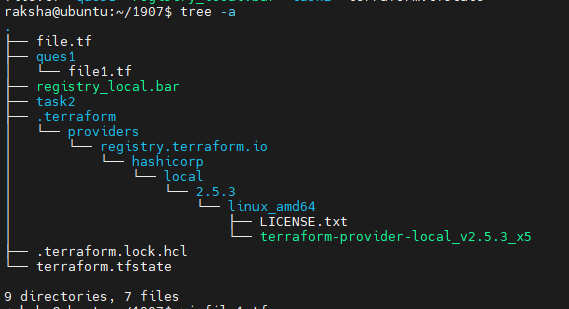 raksha@ubuntu:~/1907$ tree -a
.
├── file.tf
├── ques1
│   └── file1.tf
├── registry_local.bar
├── task2
├── .terraform
│   └── providers
│       └── registry.terraform.io
│           └── hashicorp
│               └── local
│                   └── 2.5.3
│                       └── linux_amd64
│                           ├── LICENSE.txt
│                           └── terraform-provider-local_v2.5.3_x5
├── .terraform.lock.hcl
└── terraform.tfstate
9 directories, 7 files